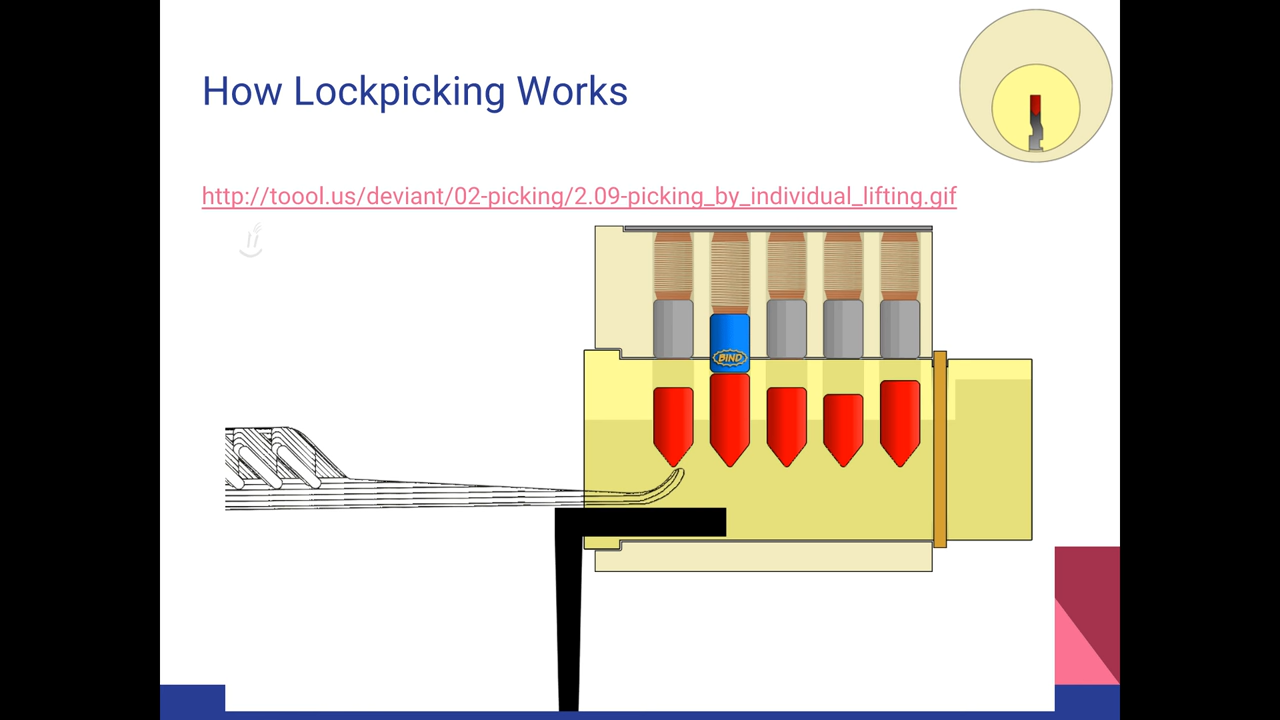 How Lockpicking Works
http://toool.us/deviant/02-picking/2.09-picking_by_individual_lifting.gif
BIND